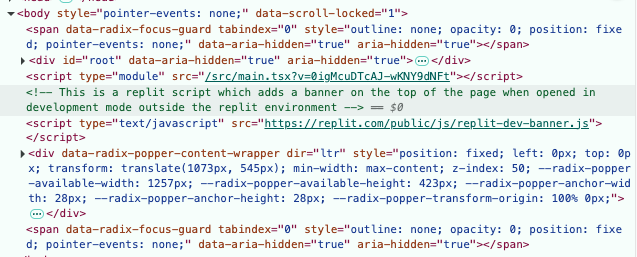 ▼<body style="pointer-events: none;" data-scroll-locked="1">
<span data-radix-focus-guard tabindex="0" style="outline: none; opacity: 0; position: fixe
d; pointer-events: none;" data-aria-hidden="true" aria-hidden="true"></span>
▶<div id="root" data-aria-hidden="true" aria-hidden="true">⋯</div>
<script type="module" src="/src/main.tsx?v=0igMcuDTcAJ-wKNY9dNFt"></script>
<!-- This is a replit script which adds a banner on the top of the page when opened in
development mode outside the replit environment --> == $0
<script type="text/javascript" src="https://replit.com/public/js/replit-dev-banner.js">
</script>
▶<div data-radix-popper-content-wrapper dir="ltr" style="position: fixed; left: 0px; top: 0p
x; transform: translate(1073px, 545px); min-width: max-content; z-index: 50; --radix-popper
-available-width: 1257px; --radix-popper-available-height: 423px; --radix-popper-anchor-wid
th: 28px; --radix-popper-anchor-height: 28px; --radix-popper-transform-origin: 100% 0px;">
⋯</div>
<span data-radix-focus-guard tabindex="0" style="outline: none; opacity: 0; position: fixe
d; pointer-events: none;" data-aria-hidden="true" aria-hidden="true"></span>